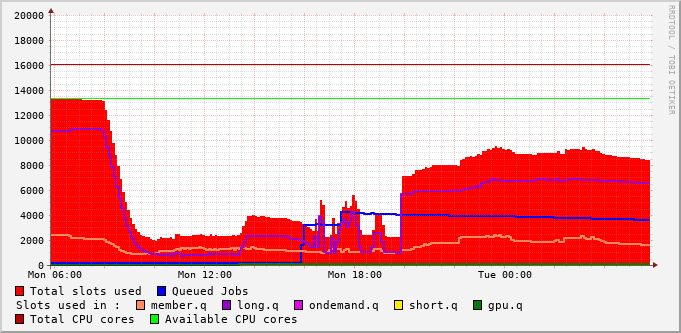 20000
18000
16000
14000
12000
10000
8000
6000
4000
2000
0
Mon 06:00 Mon 12:00 Mon 18:00 Tue 00:00
RRDTOOL / TOBI OETIKER
Total slots used Queued Jobs
Slots used in : member.q long.q ondemand.q short.q gpu.q
Total CPU cores Available CPU cores